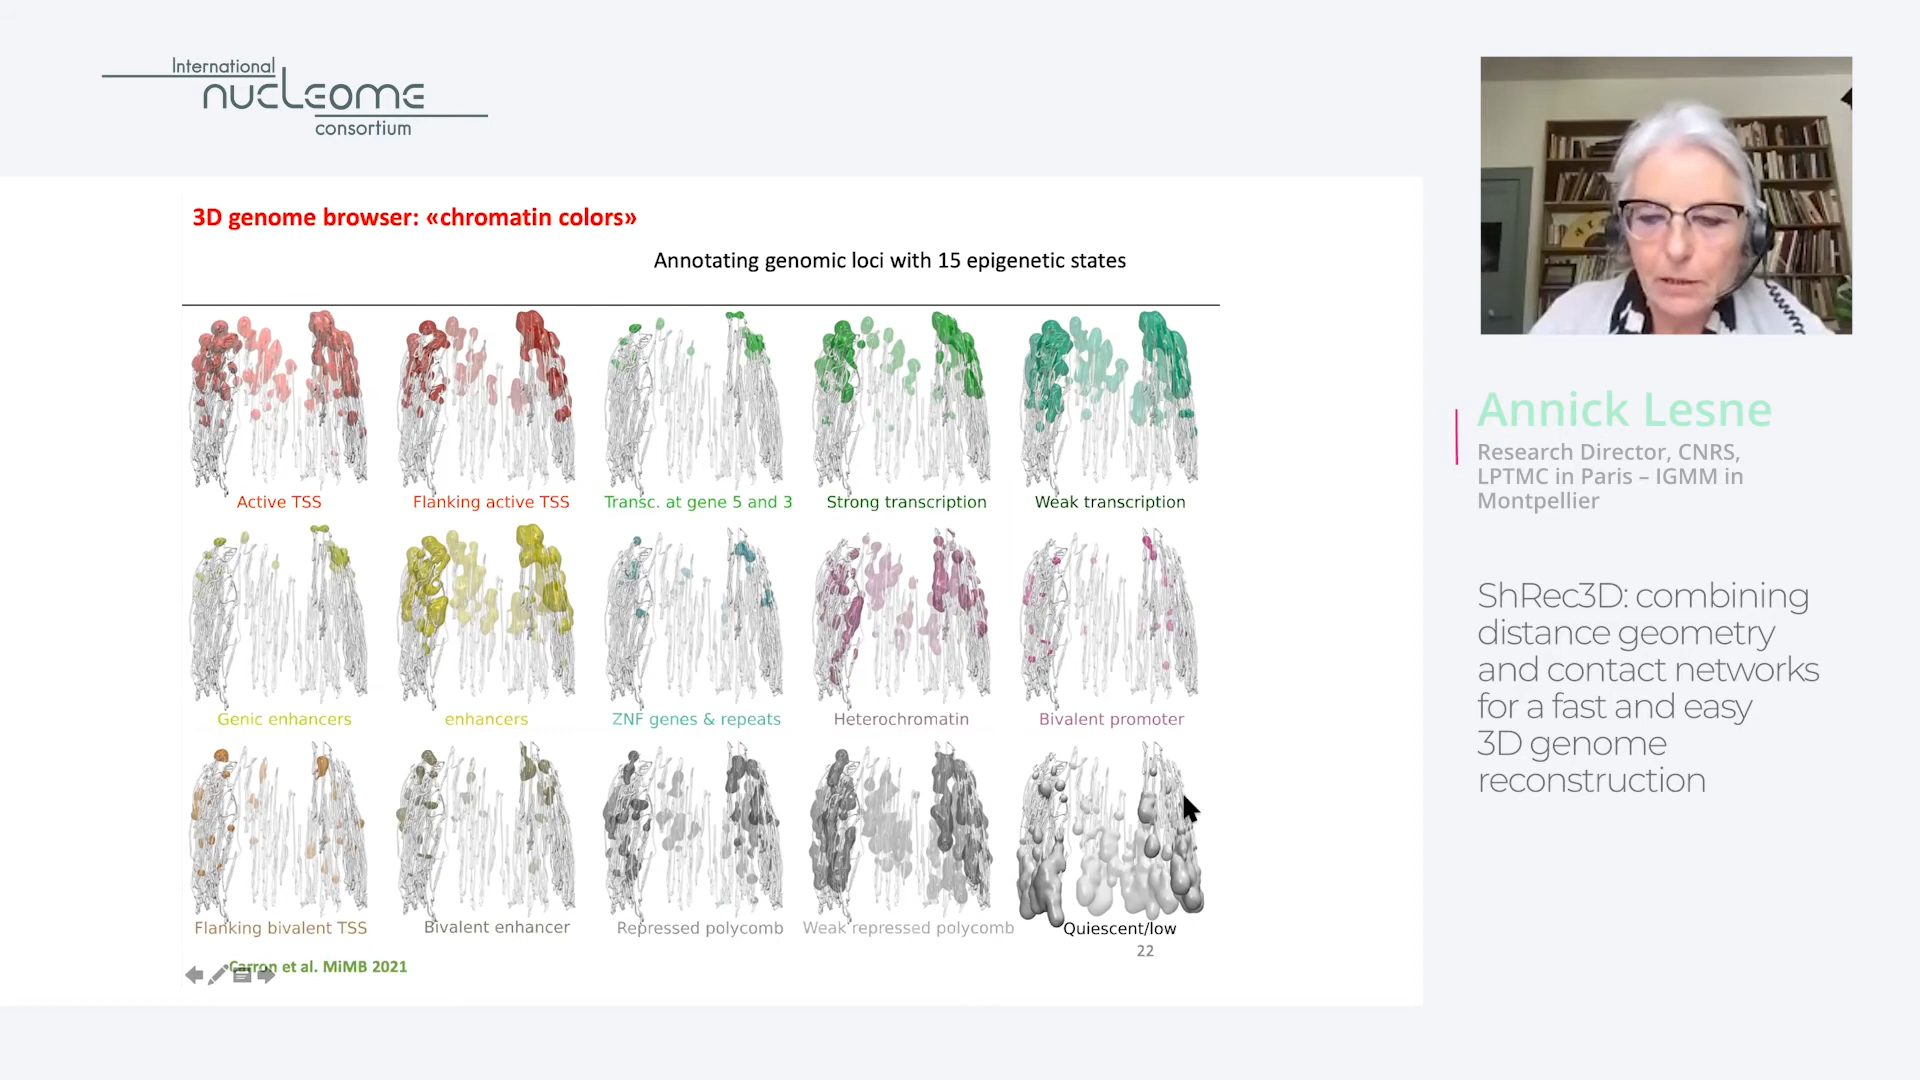 International
nucleome
consortium
3D genome browser: «chromatin colors»
Annotating genomic loci with 15 epigenetic states
Active TSS
Flanking active TSS
Transc. at gene 5 and 3
Strong transcription
Weak transcription
Genic enhancers
enhancers
ZNF genes & repeats
Heterochromatin
Bivalent promoter
Flanking bivalent TSS
Bivalent enhancer
Repressed polycomb
Weak repressed polycomb
Quiescent/low
22
Carron et al. MiMB 2021
Annick Lesne
Research Director, CNRS,
LPTMC in Paris – IGMM in
Montpellier
ShRec3D: combining
distance geometry
and contact networks
for a fast and easy
3D genome
reconstruction